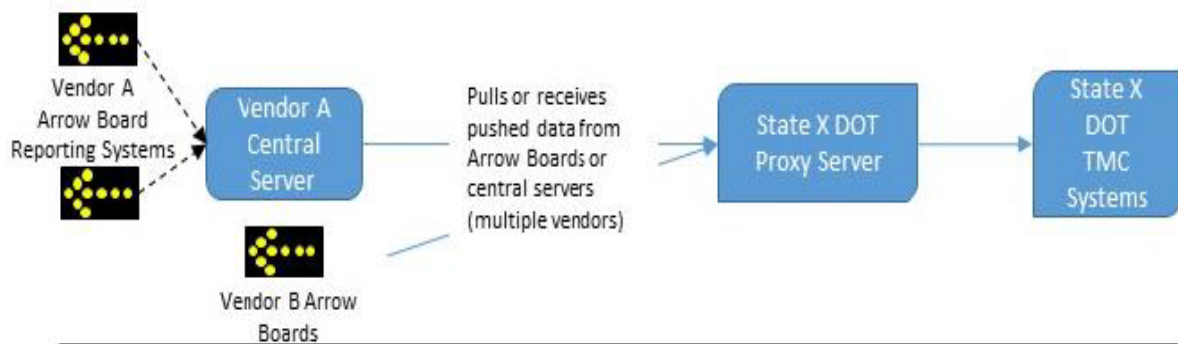 Vendor A
Arrow Board
Reporting Systems
Vendor A
Central
Server
Pulls or receives
pushed data from
Arrow Boards or
central servers
(multiple vendors)
State X DOT
Proxy Server
State X
DOT
TMC
Systems
Vendor B Arrow
Boards